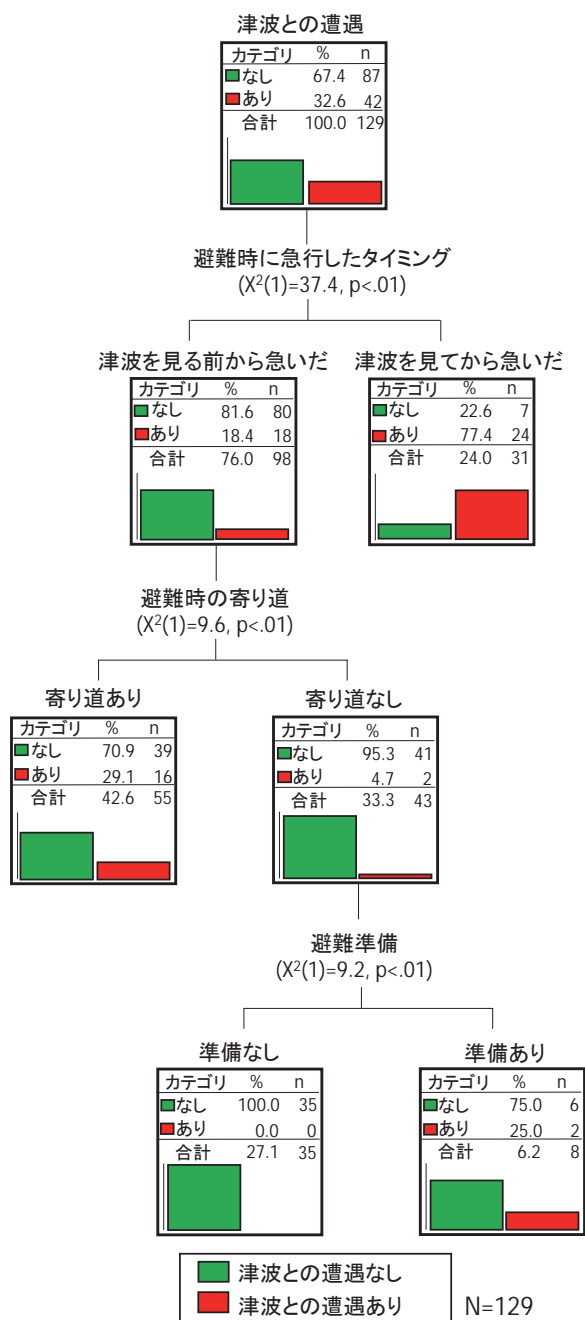 津波との遭遇
カテゴリ % n
なし 67.4 87
あり 32.6 42
合計 100.0 129
避難時に急行したタイミング
(X²(1)=37.4, p<.01)
津波を見る前から急いだ
カテゴリ % n
なし 81.6 80
あり 18.4 18
合計 76.0 98
津波を見てから急いだ
カテゴリ % n
なし 22.6 7
あり 77.4 24
合計 24.0 31
避難時の寄り道
(X²(1)=9.6, p<.01)
寄り道あり
カテゴリ % n
なし 70.9 39
あり 29.1 16
合計 42.6 55
寄り道なし
カテゴリ % n
なし 95.3 41
あり 4.7 2
合計 33.3 43
避難準備
(X²(1)=9.2, p<.01)
準備なし
カテゴリ % n
なし 100.0 35
あり 0.0 0
合計 27.1 35
準備あり
カテゴリ % n
なし 75.0 6
あり 25.0 2
合計 6.2 8
津波との遭遇なし
津波との遭遇あり
N=129